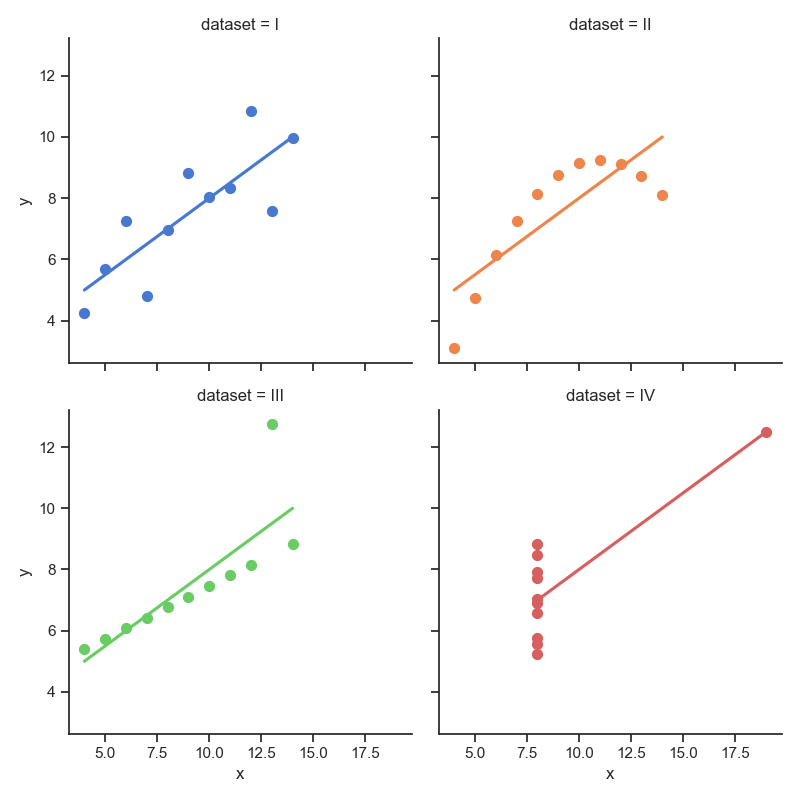 dataset = I
dataset = II
12
10
8
6
4
y
dataset = III
dataset = IV
12
10
8
6
4
y
5.0 7.5 10.0 12.5 15.0 17.5
5.0 7.5 10.0 12.5 15.0 17.5
x
x